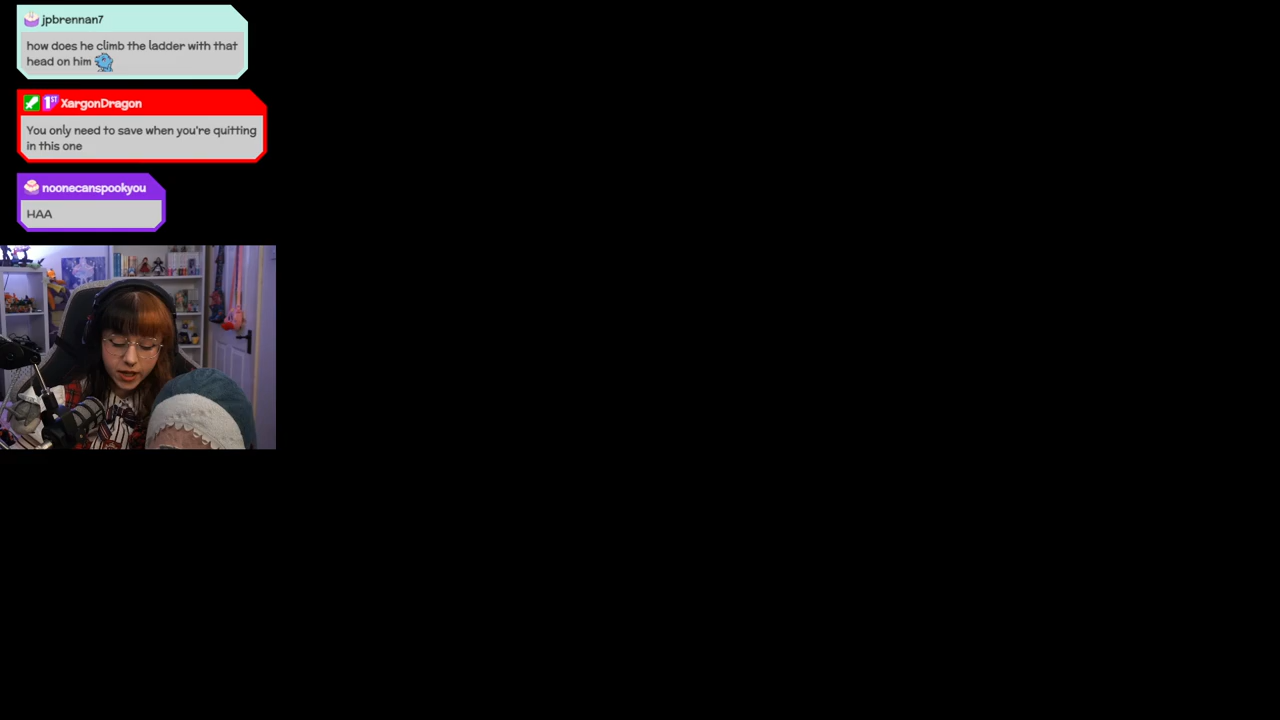 jpbrennan7
how does he climb the ladder with that
head on him
1ST XargonDragon
You only need to save when you're quitting
in this one
noonecanspookyou
HAA